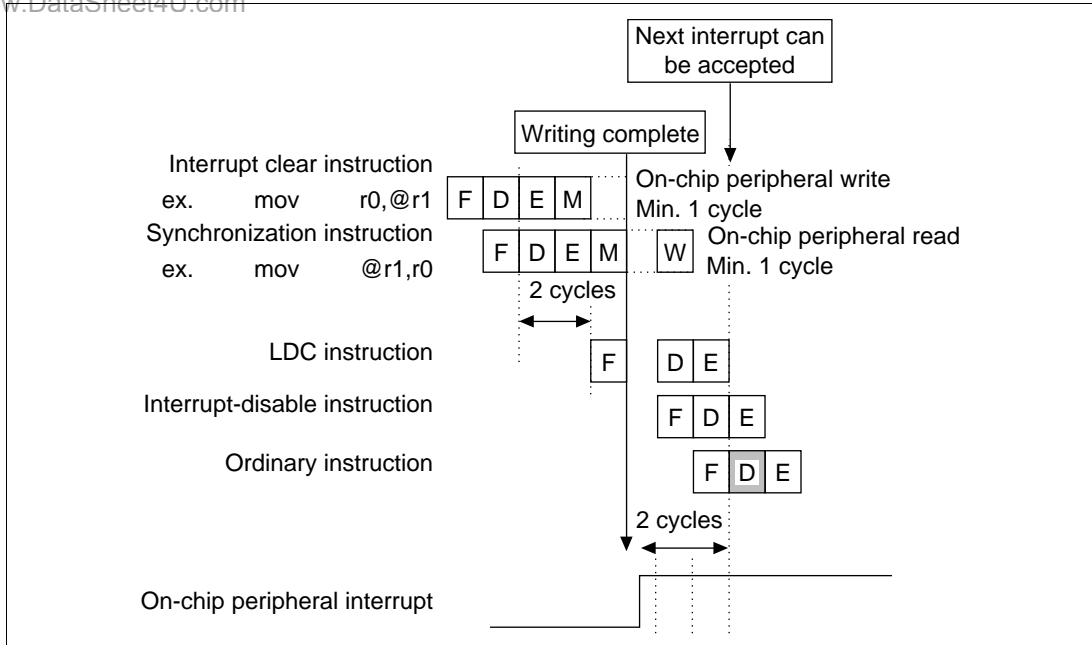 w.DataSheet4U.com
Next interrupt can
be accepted
Writing complete
Interrupt clear instruction
ex. mov r0,@r1
F D E M
On-chip peripheral write
Min. 1 cycle
Synchronization instruction
ex. mov @r1,r0
F D E M W
On-chip peripheral read
Min. 1 cycle
2 cycles
LDC instruction
F D E
Interrupt-disable instruction
F D E
Ordinary instruction
F D E
2 cycles
On-chip peripheral interrupt